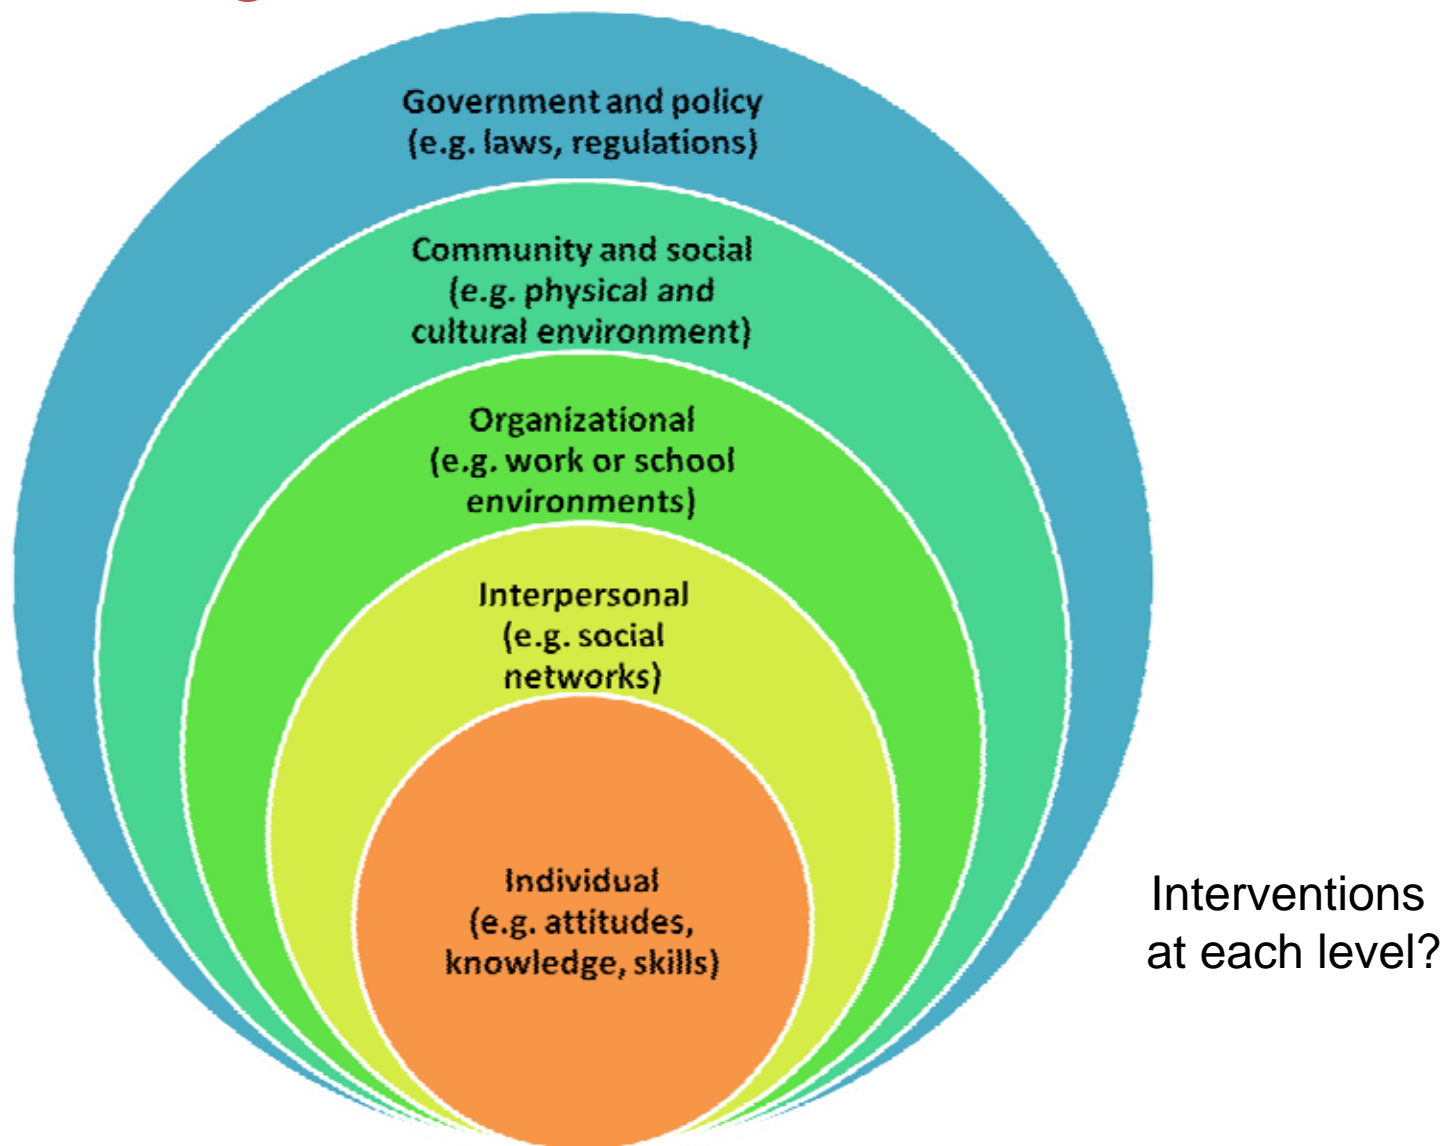 Government and policy
(e.g. laws, regulations)
Community and social
(e.g. physical and
cultural environment)
Organizational
(e.g. work or school
environments)
Interpersonal
(e.g. social
networks)
Individual
(e.g. attitudes,
knowledge, skills)
Interventions
at each level?